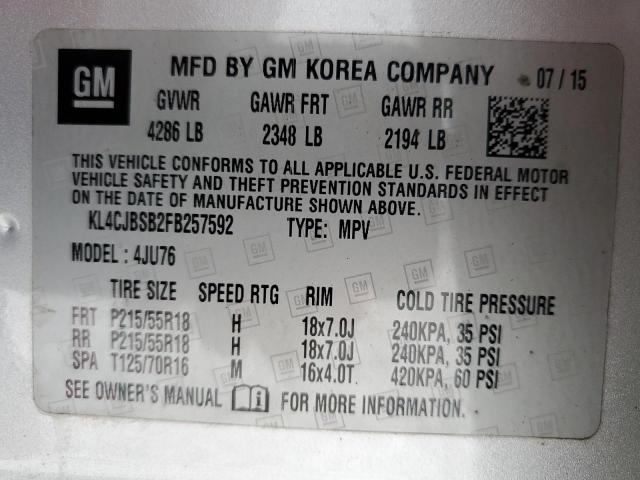 GM MFD BY GM KOREA COMPANY 07/15
GVWR GAWR FRT GAWR RR
4286 LB 2348 LB 2194 LB
THIS VEHICLE CONFORMS TO ALL APPLICABLE U.S. FEDERAL MOTOR
VEHICLE SAFETY AND THEFT PREVENTION STANDARDS IN EFFECT
ON THE DATE OF MANUFACTURE SHOWN ABOVE.
KL4CJBSB2FB257592 TYPE: MPV
MODEL: 4JU76
TIRE SIZE SPEED RTG RIM COLD TIRE PRESSURE
FRT P215/55R18 H 18x7.0J 240KPA, 35 PSI
RR P215/55R18 H 18x7.0J 240KPA, 35 PSI
SPA T125/70R16 M 16x4.0T 420KPA, 60 PSI
SEE OWNER'S MANUAL i FOR MORE INFORMATION.